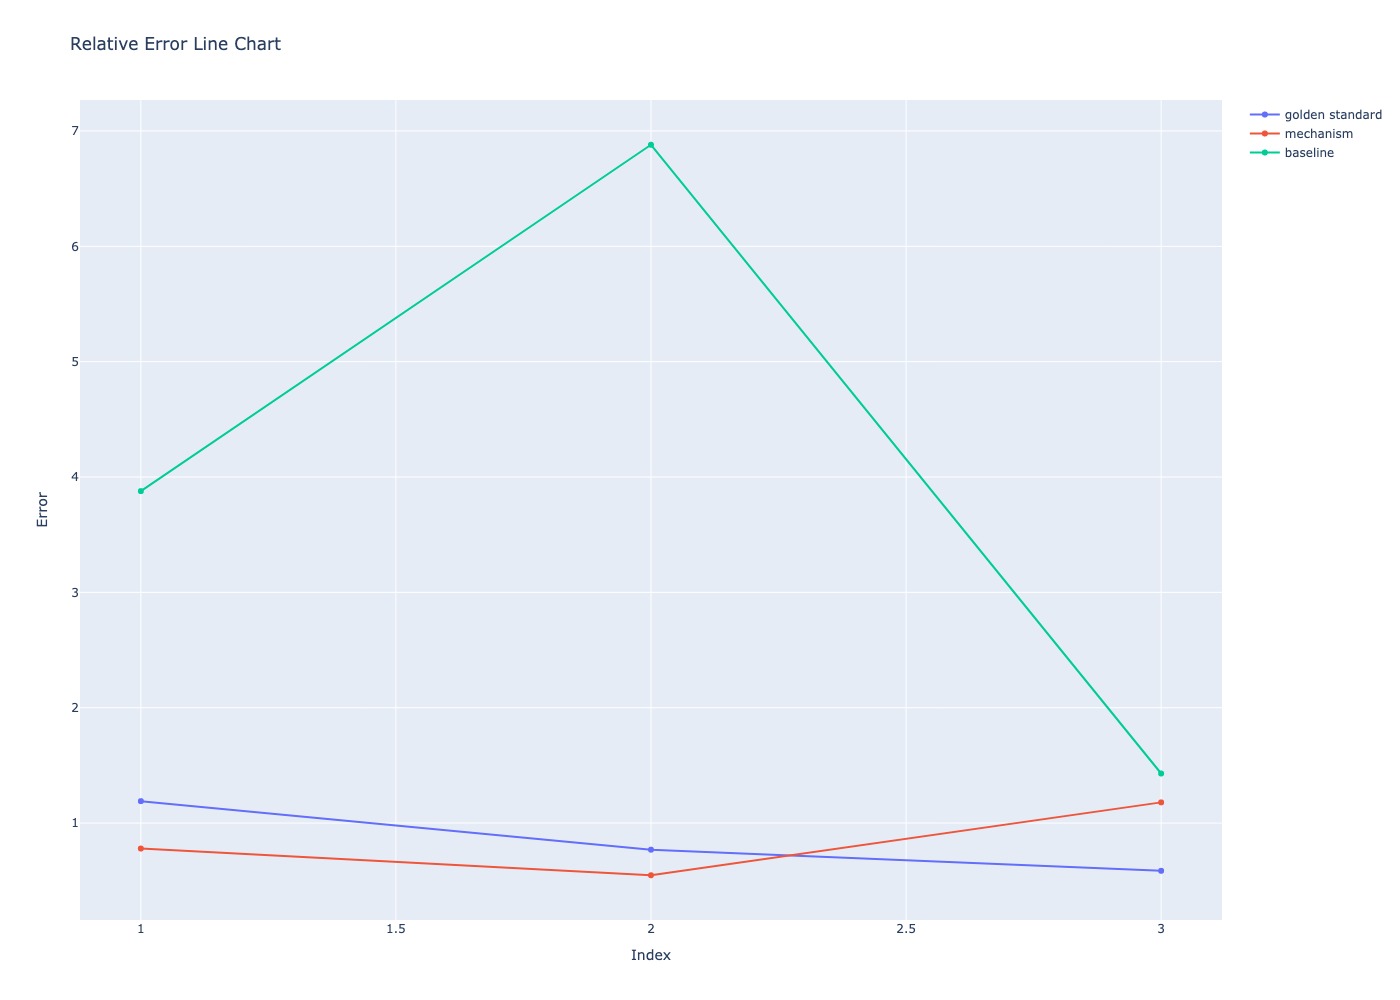 Relative Error Line Chart
golden standard
mechanism
baseline
7
6
5
4
3
2
1
Error
1
1.5
2
2.5
3
Index